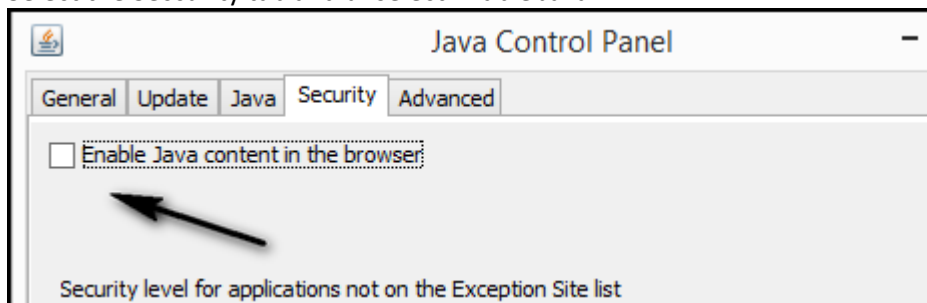 Java Control Panel
General Update Java Security Advanced
Enable Java content in the browser
Security level for applications not on the Exception Site list